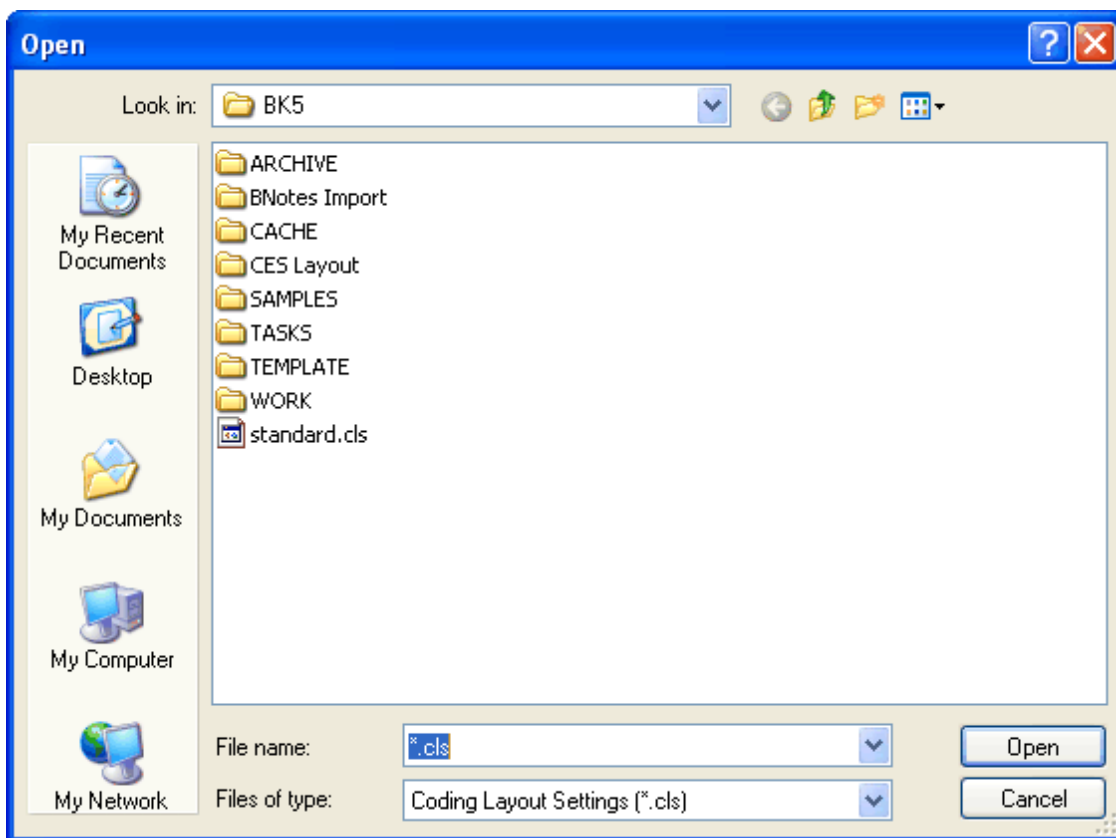 Open
Look in: BK5
My Recent
Documents
Desktop
My Documents
My Computer
My Network
ARCHIVE
BNotes Import
CACHE
CES Layout
SAMPLES
TASKS
TEMPLATE
WORK
standard.cls
File name: *.cls Open
Files of type: Coding Layout Settings (*.cls) Cancel